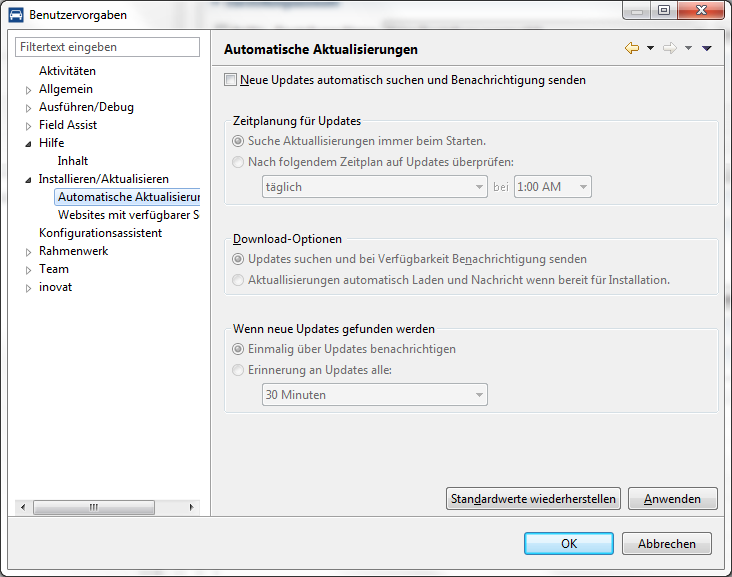 Benutzervorgaben
Filtertext eingeben
Aktivitäten
Allgemein
Ausführen/Debug
Field Assist
Hilfe
Inhalt
Installieren/Aktualisieren
Automatische Aktualisierur
Websites mit verfügbarer S
Konfigurationsassistent
Rahmenwerk
Team
inovat
Automatische Aktualisierungen
Neue Updates automatisch suchen und Benachrichtigung senden
Zeitplanung für Updates
Suche Aktuallisierungen immer beim Starten.
Nach folgendem Zeitplan auf Updates überprüfen:
täglich bei 1:00 AM
Download-Optionen
Updates suchen und bei Verfügbarkeit Benachrichtigung senden
Aktuallisierungen automatisch Laden und Nachricht wenn bereit für Installation.
Wenn neue Updates gefunden werden
Einmalig über Updates benachrichtigen
Erinnerung an Updates alle:
30 Minuten
Standardwerte wiederherstellen Anwenden
OK Abbrechen